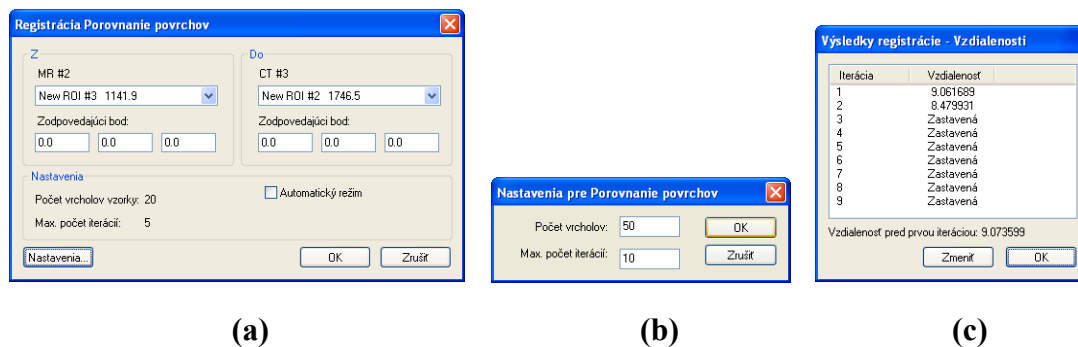 Registrácia Porovnanie povrchov
Z
MR #2
New ROI #3 1141.9
Zodpovedajúci bod:
0.0 0.0 0.0
Do
CT #3
New ROI #2 1746.5
Zodpovedajúci bod:
0.0 0.0 0.0
Nastavenia
Počet vrcholov vzorky: 20
Max. počet iterácií: 5
Automatický režim
Nastavenia... OK Zrušiť
(a)
Nastavenia pre Porovnanie povrchov
Počet vrcholov: 50 OK
Max. počet iterácií: 10 Zrušiť
(b)
Výsledky registrácie - Vzdialenosti
Iterácia Vzdialenosť
1 9.061689
2 8.479931
3 Zastavená
4 Zastavená
5 Zastavená
6 Zastavená
7 Zastavená
8 Zastavená
9 Zastavená
Vzdialenosť pred prvou iteráciou: 9.073599
Zmeniť OK
(c)